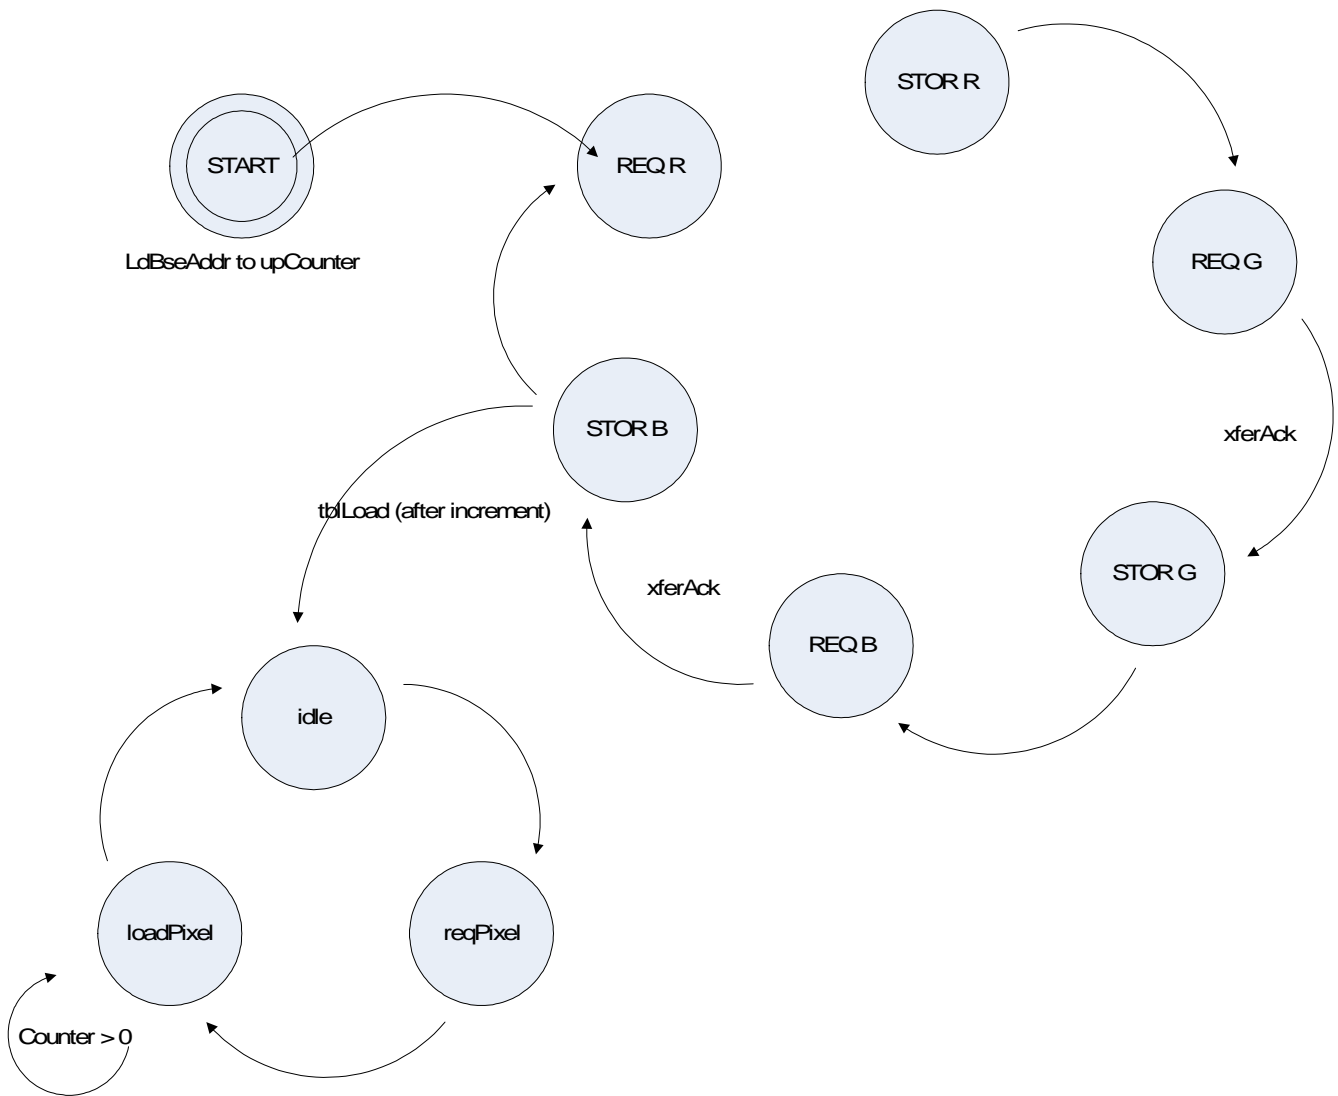 STOR R
START
REQ R
LdBseAddr to upCounter
REQ G
STOR B
xferAck
tblLoad (after increment)
STOR G
xferAck
REQ B
idle
loadPixel
reqPixel
Counter > 0